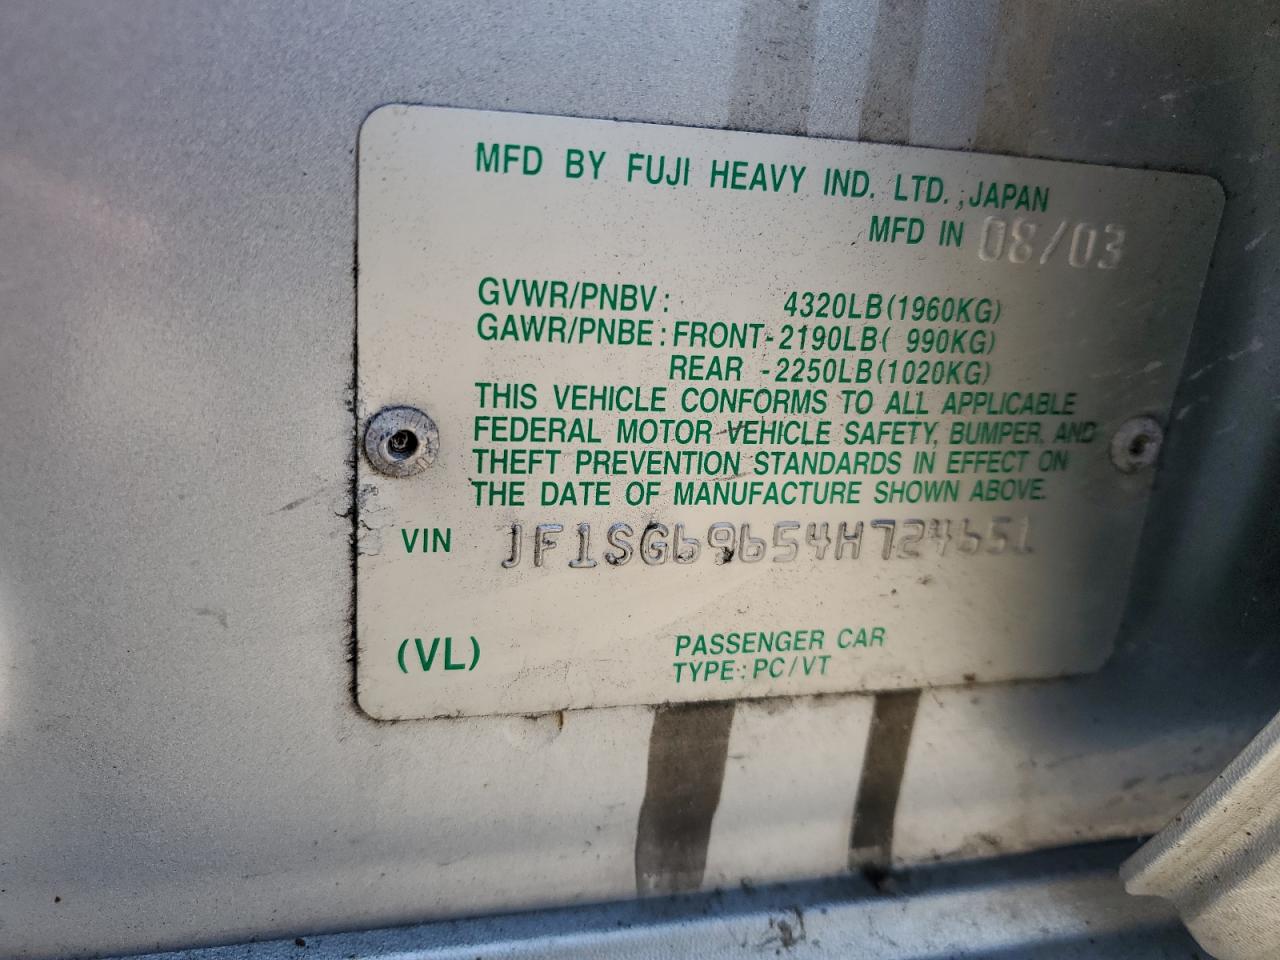 MFD BY FUJI HEAVY IND. LTD., JAPAN
MFD IN 08/03
GVWR/PNBV: 4320LB(1960KG)
GAWR/PNBE: FRONT-2190LB( 990KG)
REAR -2250LB(1020KG)
THIS VEHICLE CONFORMS TO ALL APPLICABLE
FEDERAL MOTOR VEHICLE SAFETY, BUMPER, AND
THEFT PREVENTION STANDARDS IN EFFECT ON
THE DATE OF MANUFACTURE SHOWN ABOVE.
VIN JF1SG69654H724651
(VL) PASSENGER CAR
TYPE: PC/VT